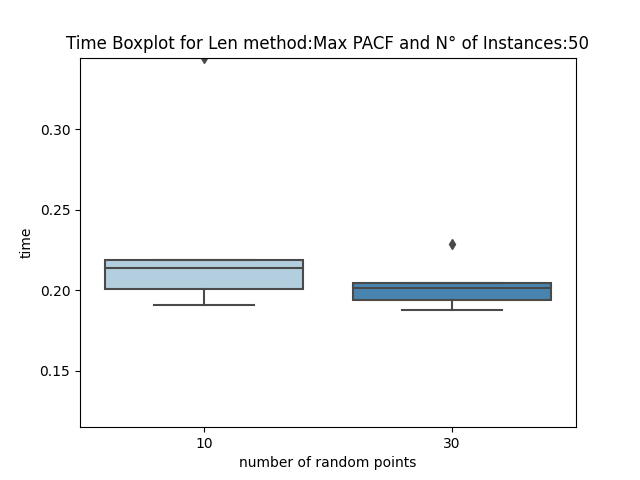 Time Boxplot for Len method:Max PACF and N° of Instances:50
0.30
0.25
0.20
0.15
time
10
30
number of random points